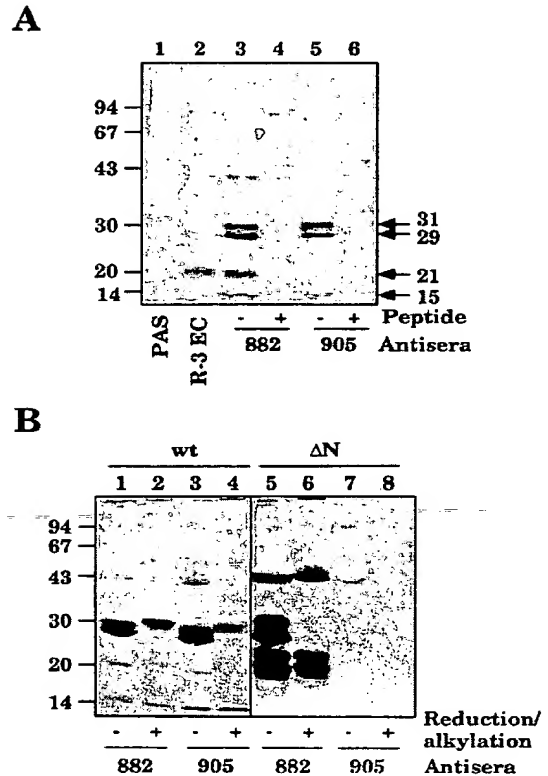 A
1 2 3 4 5 6
94
67
43
30
20
14
31
29
21
15
PAS
R-3 EC
- + - + Peptide
882 905 Antisera
B
wt ΔN
1 2 3 4 5 6 7 8
94
67
43
30
20
14
- + - + - + - + Reduction/
alkylation
882 905 882 905 Antisera